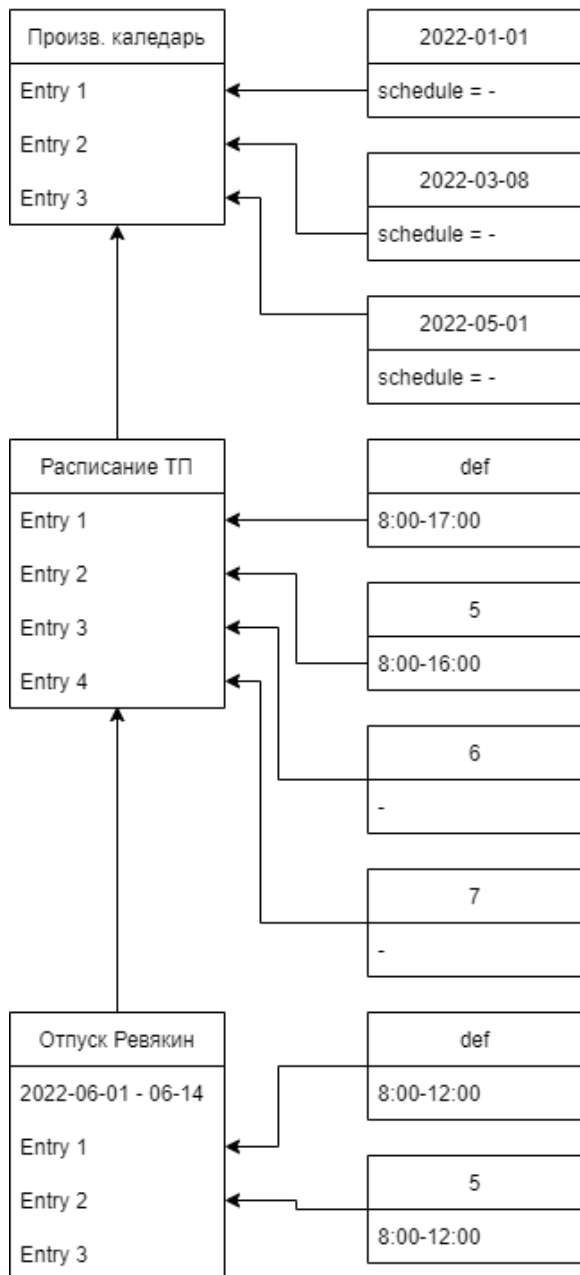 Произв. каледарь
Entry 1
Entry 2
Entry 3
2022-01-01
schedule = -
2022-03-08
schedule = -
2022-05-01
schedule = -
Расписание ТП
Entry 1
Entry 2
Entry 3
Entry 4
def
8:00-17:00
5
8:00-16:00
6
-
7
-
Отпуск Ревякин
2022-06-01 - 06-14
Entry 1
Entry 2
Entry 3
def
8:00-12:00
5
8:00-12:00